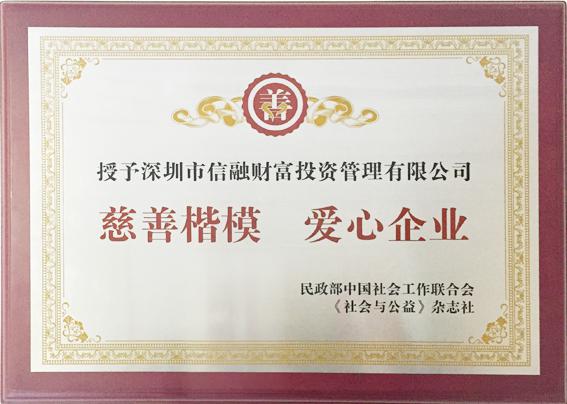 善
授予深圳市信融财富投资管理有限公司
慈善楷模 爱心企业
民政部中国社会工作联合会
《社会与公益》杂志社